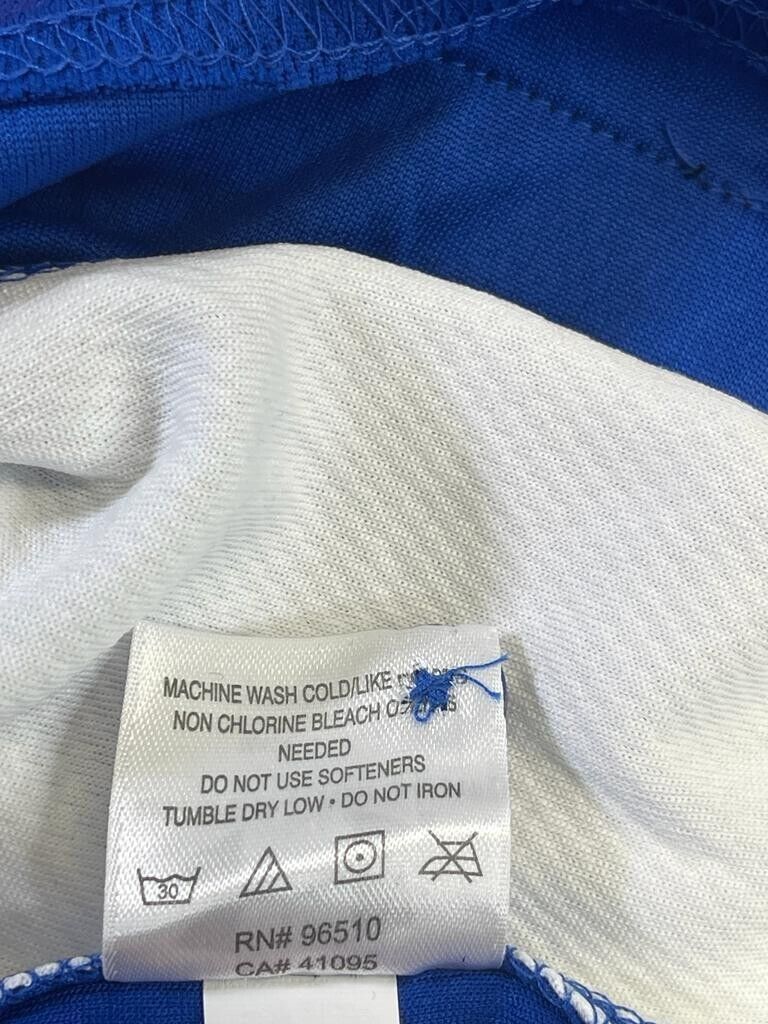 MACHINE WASH COLD/LIKE
NON CHLORINE BLEACH
NEEDED
DO NOT USE SOFTENERS
TUMBLE DRY LOW • DO NOT IRON
30
RN# 96510
CA# 41095